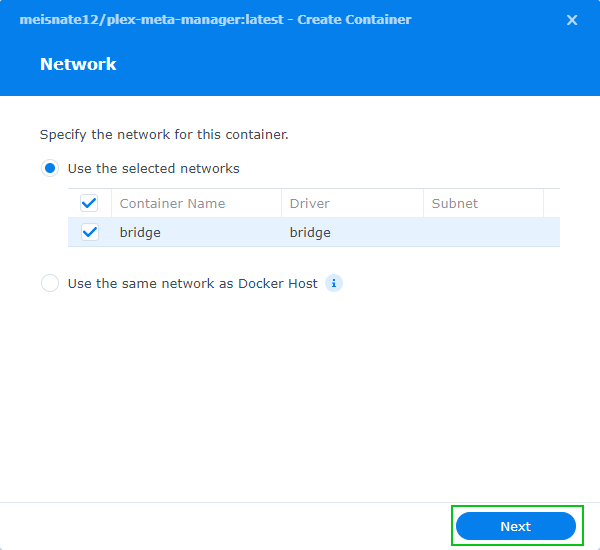 meisnate12/plex-meta-manager:latest - Create Container
Network
Specify the network for this container.
Use the selected networks
Container Name Driver Subnet
bridge bridge
Use the same network as Docker Host i
Next